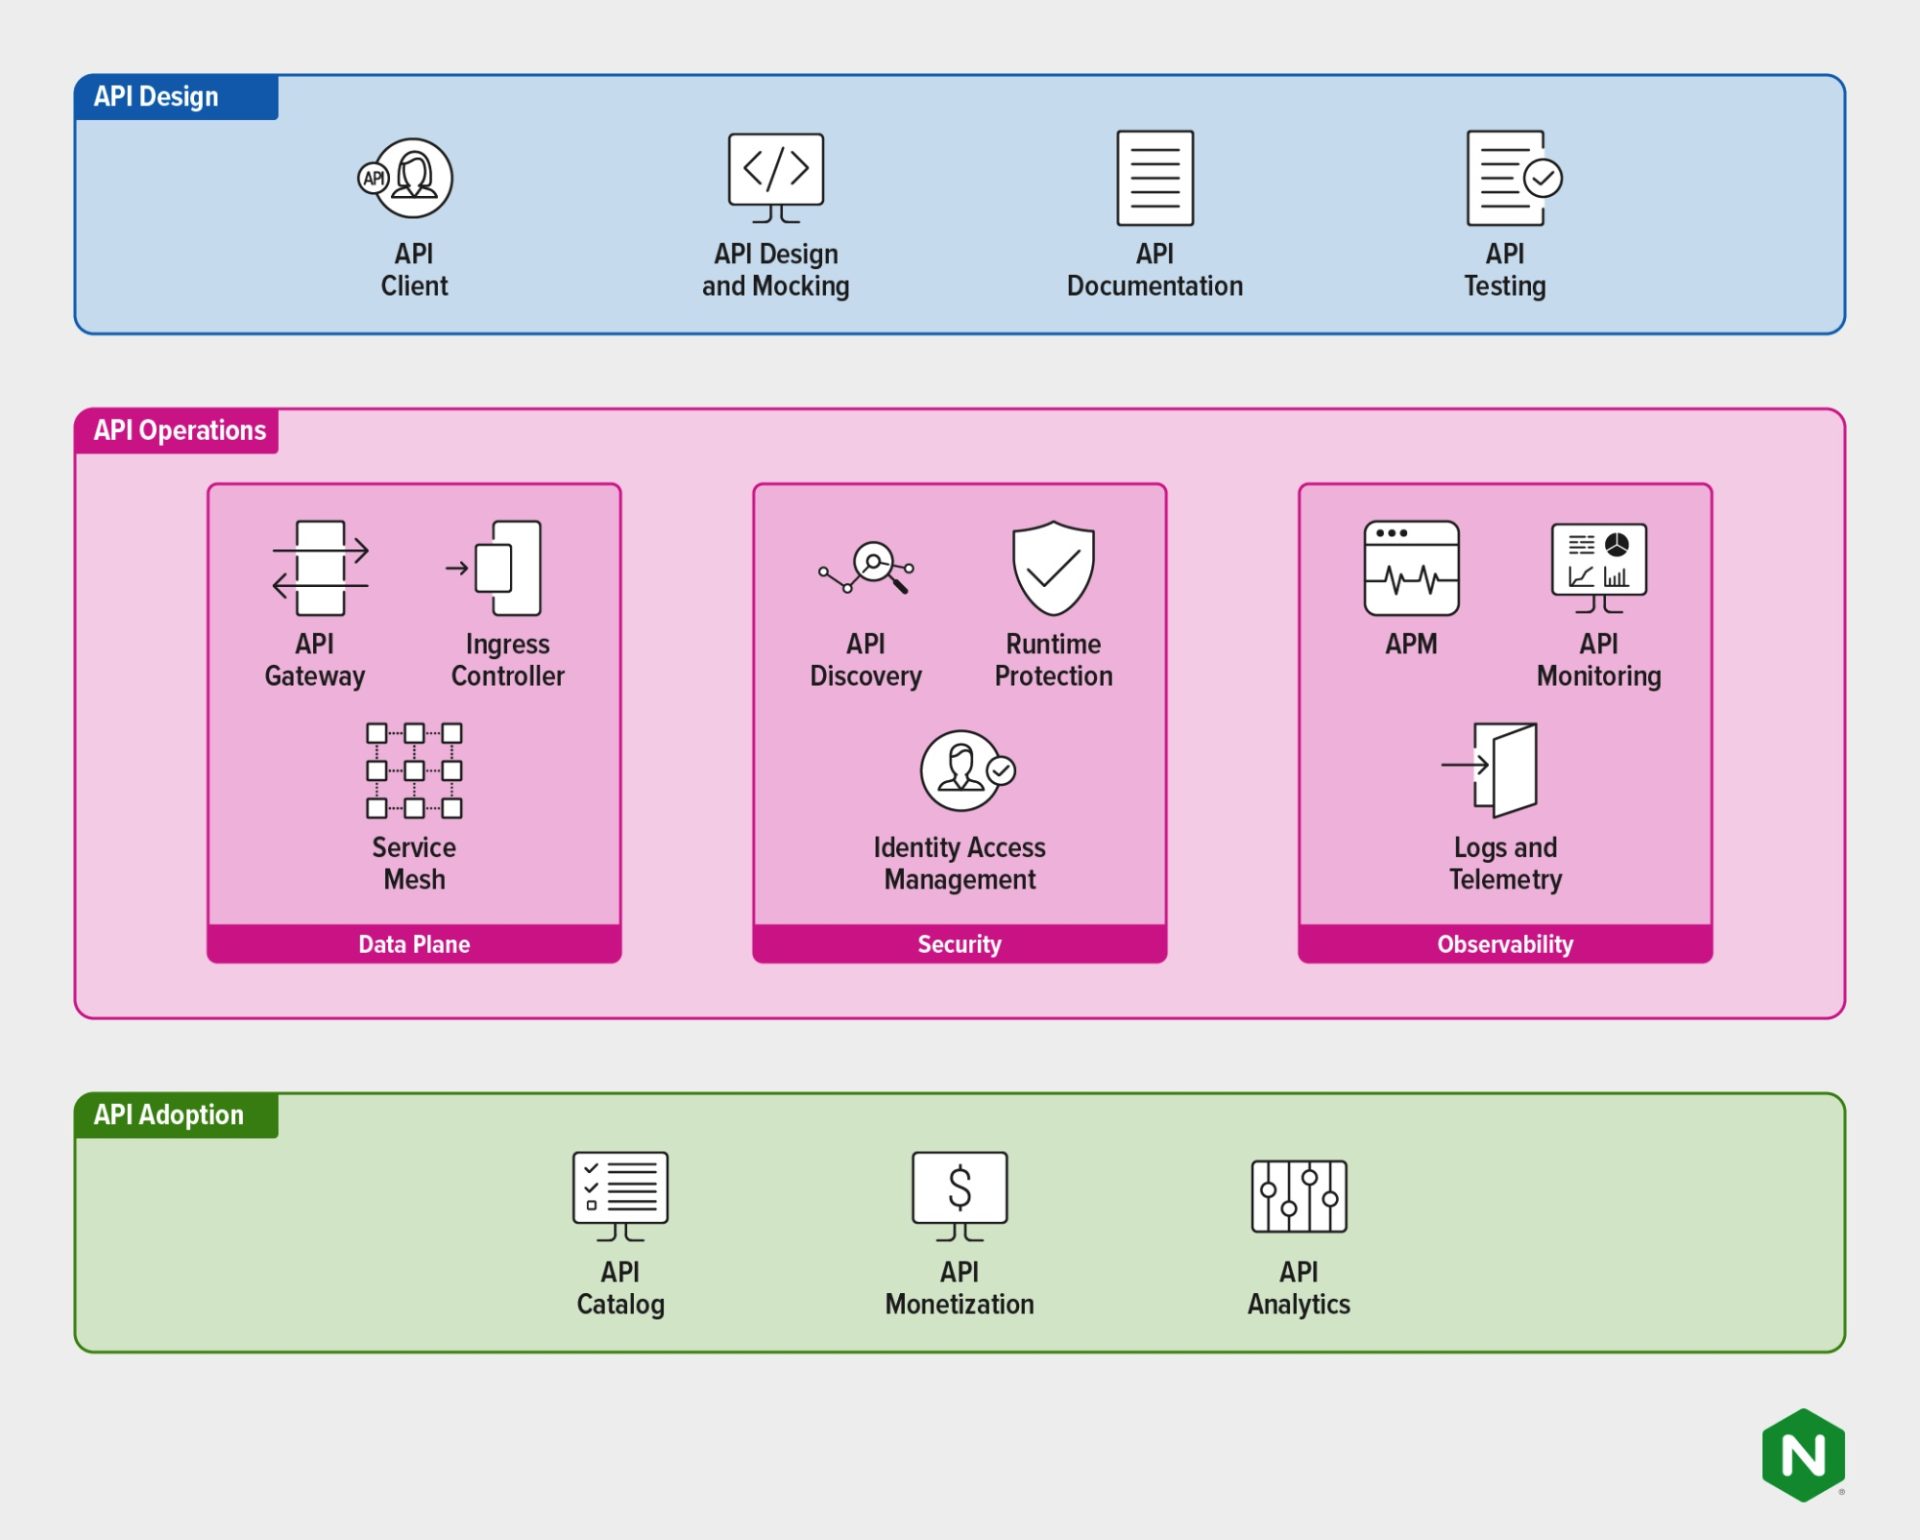 API Design
API
API
Client
API Design
and Mocking
API
Documentation
API
Testing
API Operations
API
Gateway
Ingress
Controller
Service
Mesh
Data Plane
API
Discovery
Runtime
Protection
Identity Access
Management
Security
APM
API
Monitoring
Logs and
Telemetry
Observability
API Adoption
API
Catalog
$
API
Monetization
API
Analytics
N
®